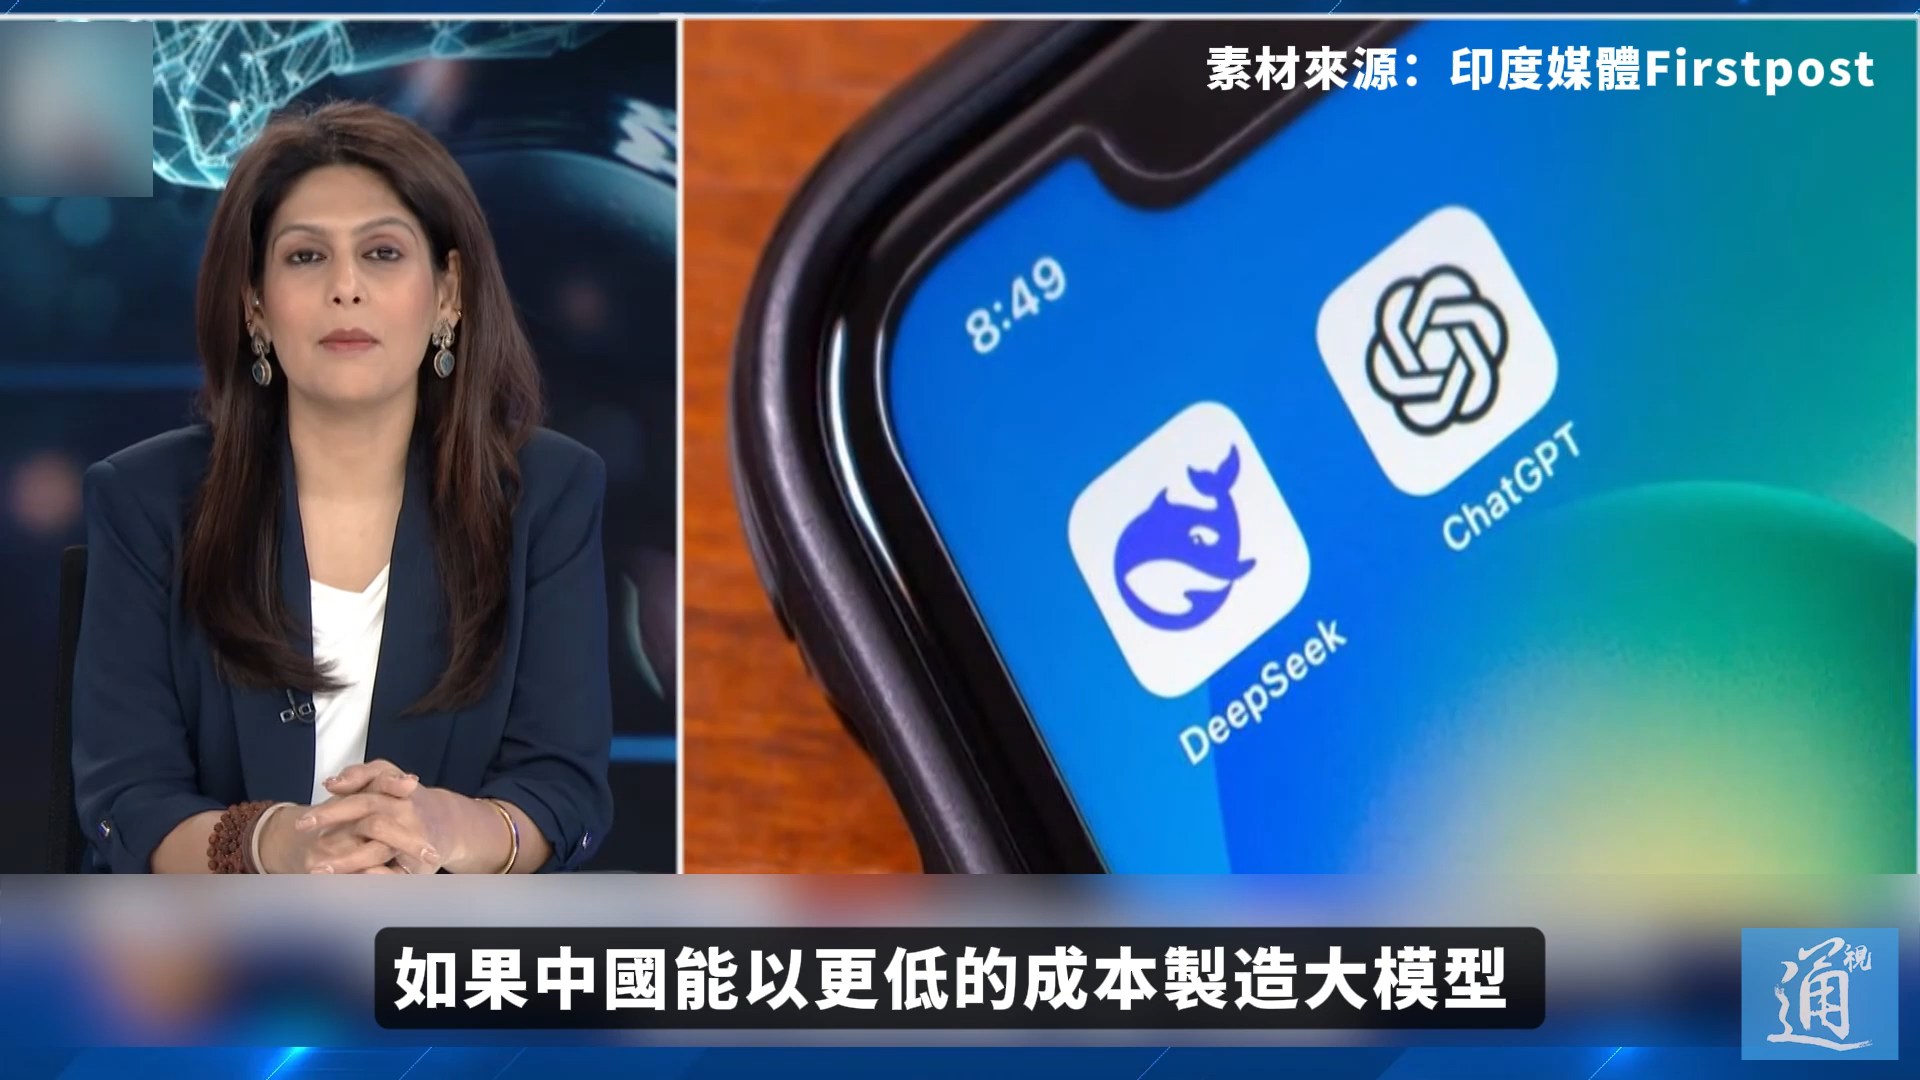 素材來源：印度媒體Firstpost
8:49
ChatGPT
DeepSeek
如果中國能以更低的成本製造大模型
通視